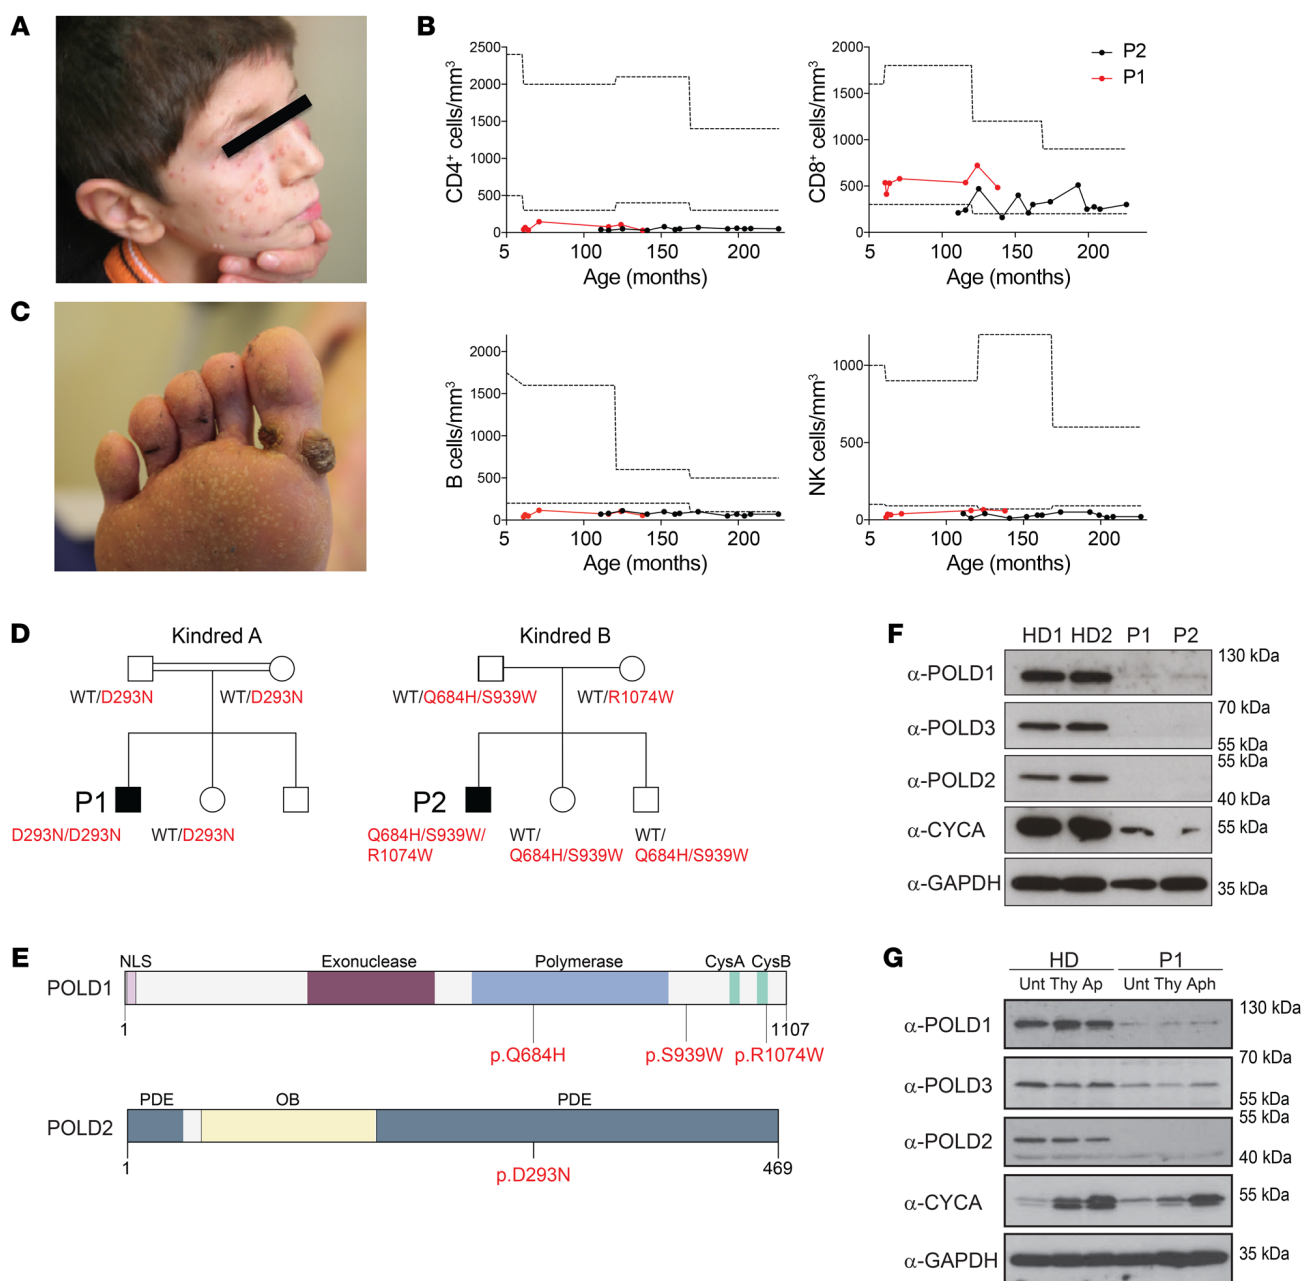 A
B
P2
P1
CD4+ cells/mm3
2500
2000
1500
1000
500
0
5 100 150 200
Age (months)
CD8+ cells/mm3
2000
1500
1000
500
0
5 100 150 200
Age (months)
C
B cells/mm3
2000
1500
1000
500
0
5 100 150 200
Age (months)
NK cells/mm3
1000
500
0
5 100 150 200
Age (months)
D
Kindred A
WT/D293N WT/D293N
P1
D293N/D293N WT/D293N
Kindred B
WT/Q684H/S939W WT/R1074W
P2
Q684H/S939W/
R1074W
WT/
Q684H/S939W
WT/
Q684H/S939W
E
NLS Exonuclease Polymerase CysA CysB
POLD1
1 1107
p.Q684H p.S939W p.R1074W
PDE OB PDE
POLD2
1 469
p.D293N
F
HD1 HD2 P1 P2
α-POLD1 130 kDa
α-POLD3 70 kDa
55 kDa
α-POLD2 55 kDa
40 kDa
α-CYCA 55 kDa
α-GAPDH 35 kDa
G
HD P1
Unt Thy Ap Unt Thy Aph
α-POLD1 130 kDa
α-POLD3 70 kDa
55 kDa
α-POLD2 55 kDa
40 kDa
α-CYCA 55 kDa
α-GAPDH 35 kDa